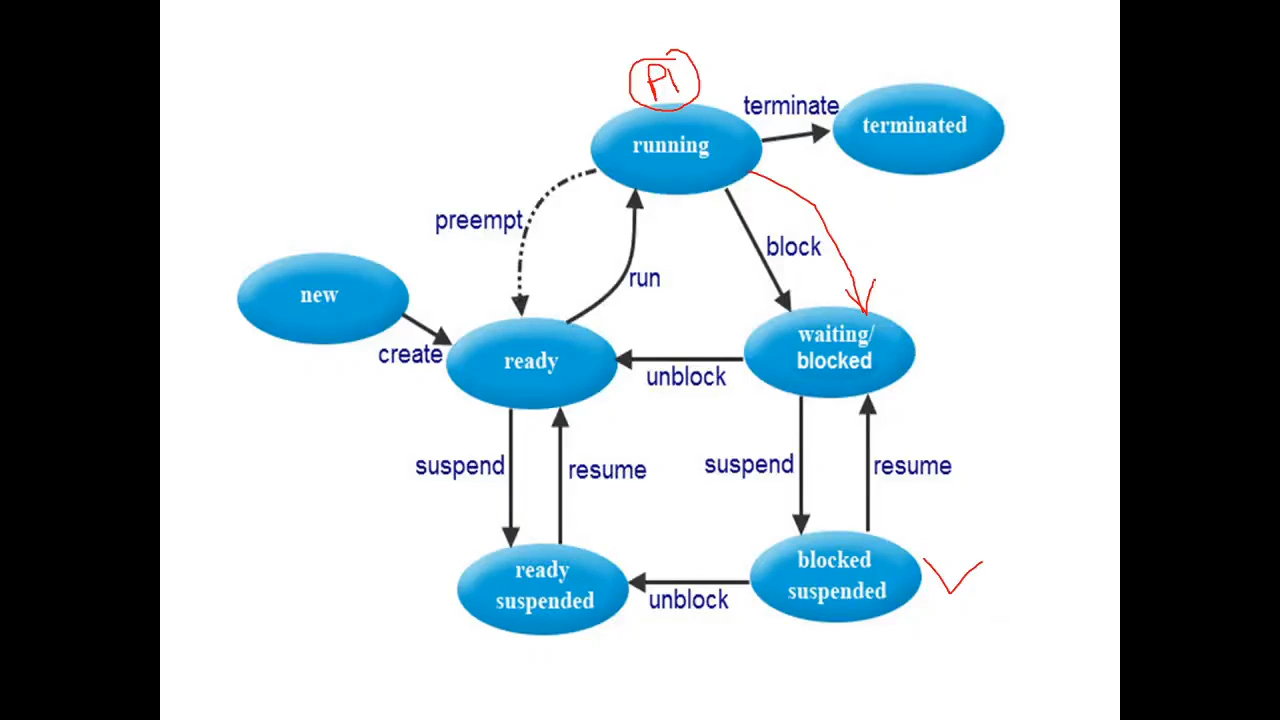 P1
terminate
terminated
running
preempt
block
run
new
create
waiting/
blocked
ready
unblock
suspend
resume
suspend
resume
ready
suspended
blocked
suspended
unblock